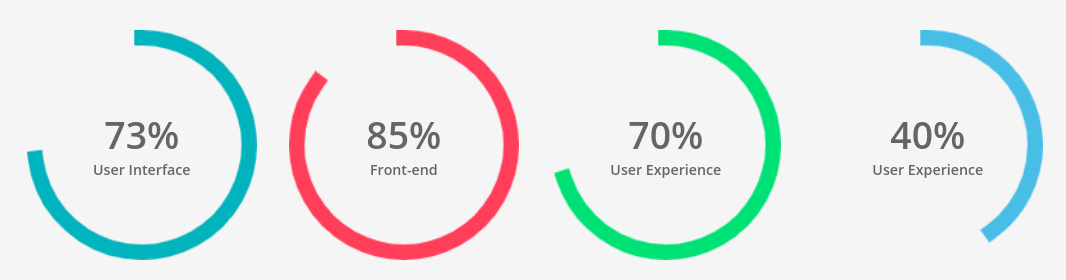 73%
User Interface
85%
Front-end
70%
User Experience
40%
User Experience